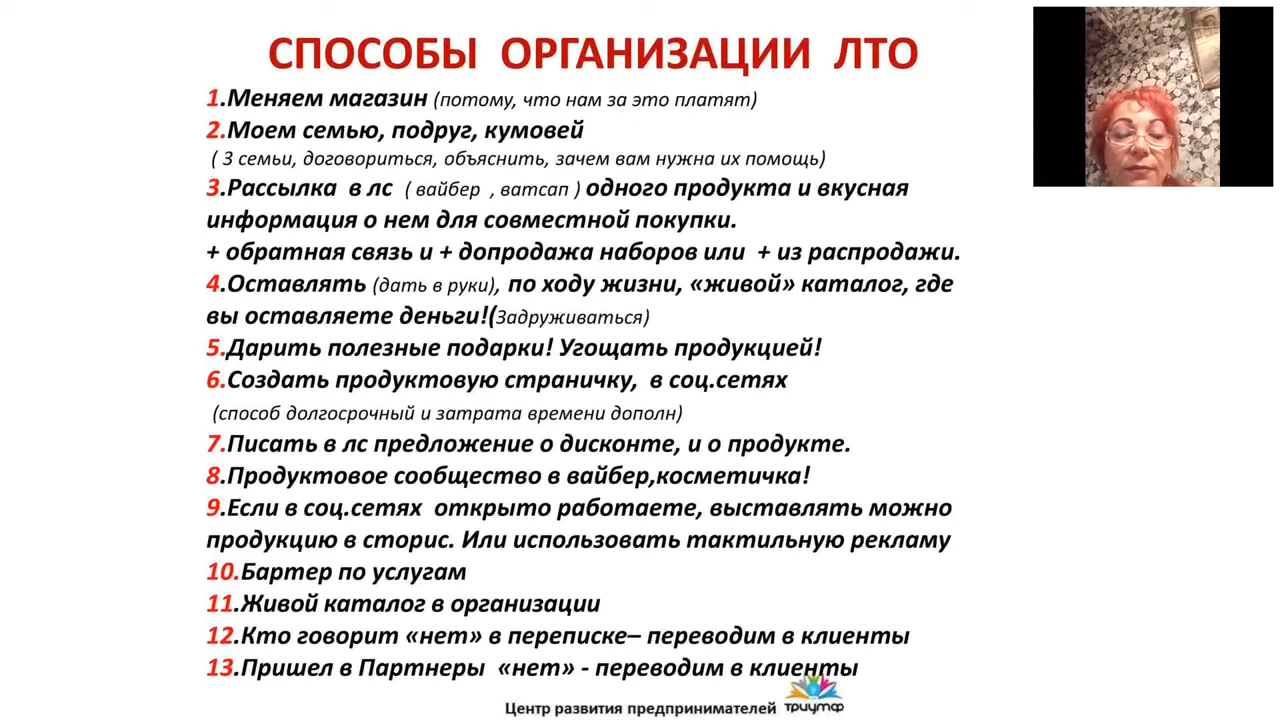 СПОСОБЫ ОРГАНИЗАЦИИ ЛТО
1.Меняем магазин (потому, что нам за это платят)
2.Моем семью, подруг, кумовей
( 3 семьи, договориться, объяснить, зачем вам нужна их помощь)
3.Рассылка в лс ( вайбер , ватсап ) одного продукта и вкусная
информация о нем для совместной покупки.
+ обратная связь и + допродажа наборов или + из распродажи.
4.Оставлять (дать в руки), по ходу жизни, «живой» каталог, где
вы оставляете деньги!(Задруживаться)
5.Дарить полезные подарки! Угощать продукцией!
6.Создать продуктовую страничку, в соц.сетях
(способ долгосрочный и затрата времени дополн)
7.Писать в лс предложение о дисконте, и о продукте.
8.Продуктовое сообщество в вайбер,косметичка!
9.Если в соц.сетях открыто работаете, выставлять можно
продукцию в сторис. Или использовать тактильную рекламу
10.Бартер по услугам
11.Живой каталог в организации
12.Кто говорит «нет» в переписке– переводим в клиенты
13.Пришел в Партнеры «нет» - переводим в клиенты
Центр развития предпринимателей триумф